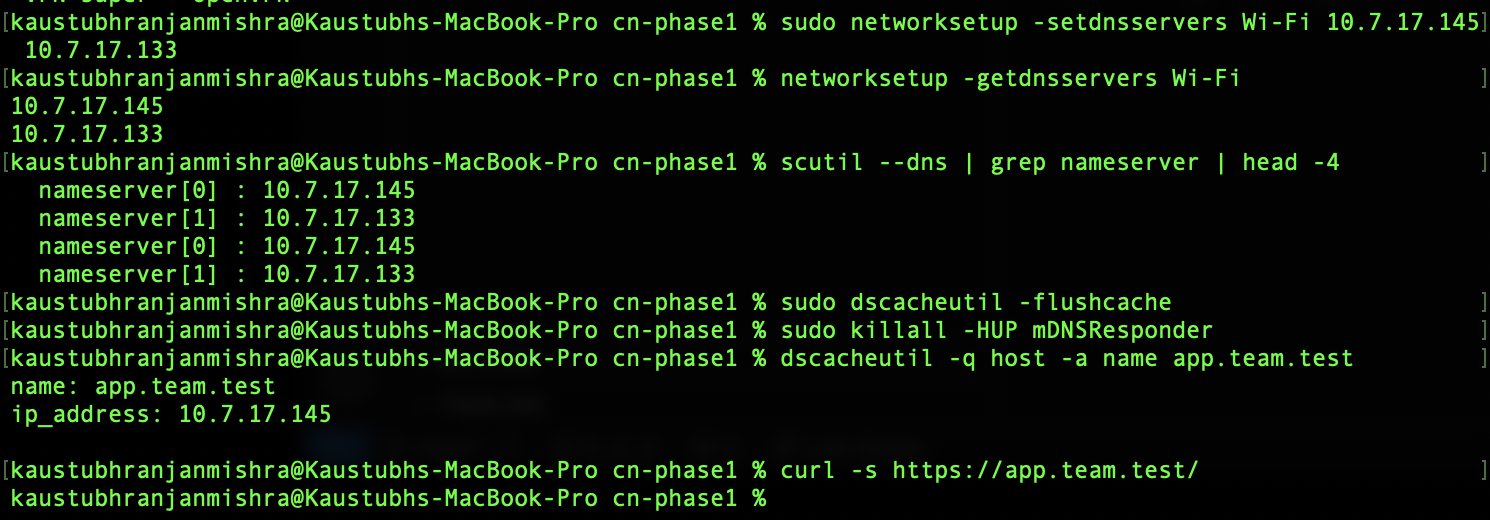 [kaustubhranjanmishra@Kaustubhs-MacBook-Pro cn-phase1 % sudo networksetup -setdnsservers Wi-Fi 10.7.17.145]
10.7.17.133
[kaustubhranjanmishra@Kaustubhs-MacBook-Pro cn-phase1 % networksetup -getdnsservers Wi-Fi ]
10.7.17.145
10.7.17.133
[kaustubhranjanmishra@Kaustubhs-MacBook-Pro cn-phase1 % scutil --dns | grep nameserver | head -4 ]
nameserver[0] : 10.7.17.145
nameserver[1] : 10.7.17.133
nameserver[0] : 10.7.17.145
nameserver[1] : 10.7.17.133
[kaustubhranjanmishra@Kaustubhs-MacBook-Pro cn-phase1 % sudo dscacheutil -flushcache ]
[kaustubhranjanmishra@Kaustubhs-MacBook-Pro cn-phase1 % sudo killall -HUP mDNSResponder ]
[kaustubhranjanmishra@Kaustubhs-MacBook-Pro cn-phase1 % dscacheutil -q host -a name app.team.test ]
name: app.team.test
ip_address: 10.7.17.145
[kaustubhranjanmishra@Kaustubhs-MacBook-Pro cn-phase1 % curl -s https://app.team.test/ ]
kaustubhranjanmishra@Kaustubhs-MacBook-Pro cn-phase1 %